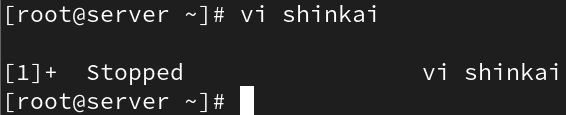 [root@server ~]# vi shinkai
[1]+  Stopped                 vi shinkai
[root@server ~]#